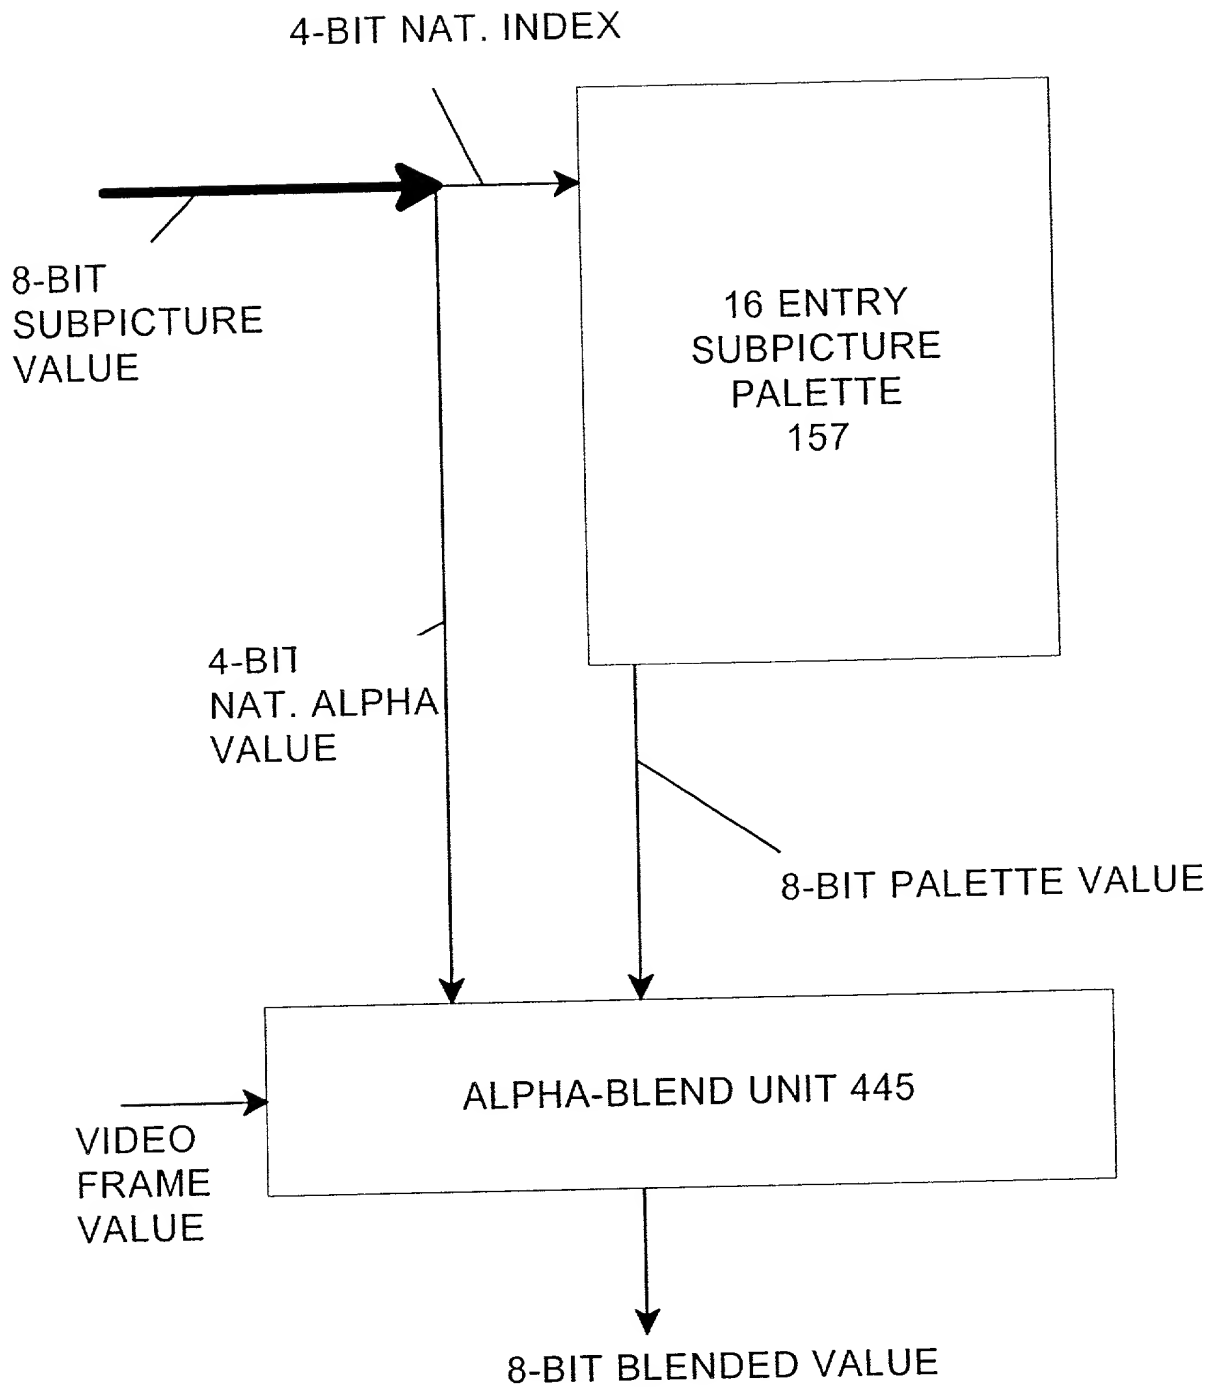 4-BIT NAT. INDEX
8-BIT
SUBPICTURE
VALUE
16 ENTRY
SUBPICTURE
PALETTE
157
4-BIT
NAT. ALPHA
VALUE
8-BIT PALETTE VALUE
ALPHA-BLEND UNIT 445
VIDEO
FRAME
VALUE
8-BIT BLENDED VALUE